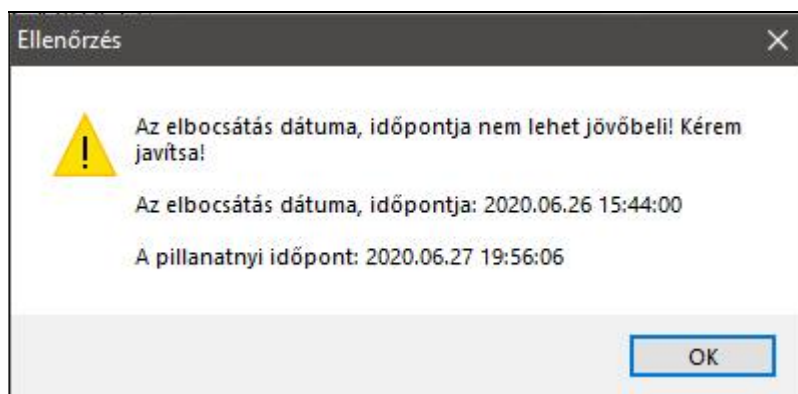 Ellenőrzés
Az elbocsátás dátuma, időpontja nem lehet jövőbeli! Kérem
javítsa!
Az elbocsátás dátuma, időpontja: 2020.06.26 15:44:00
A pillanatnyi időpont: 2020.06.27 19:56:06
OK